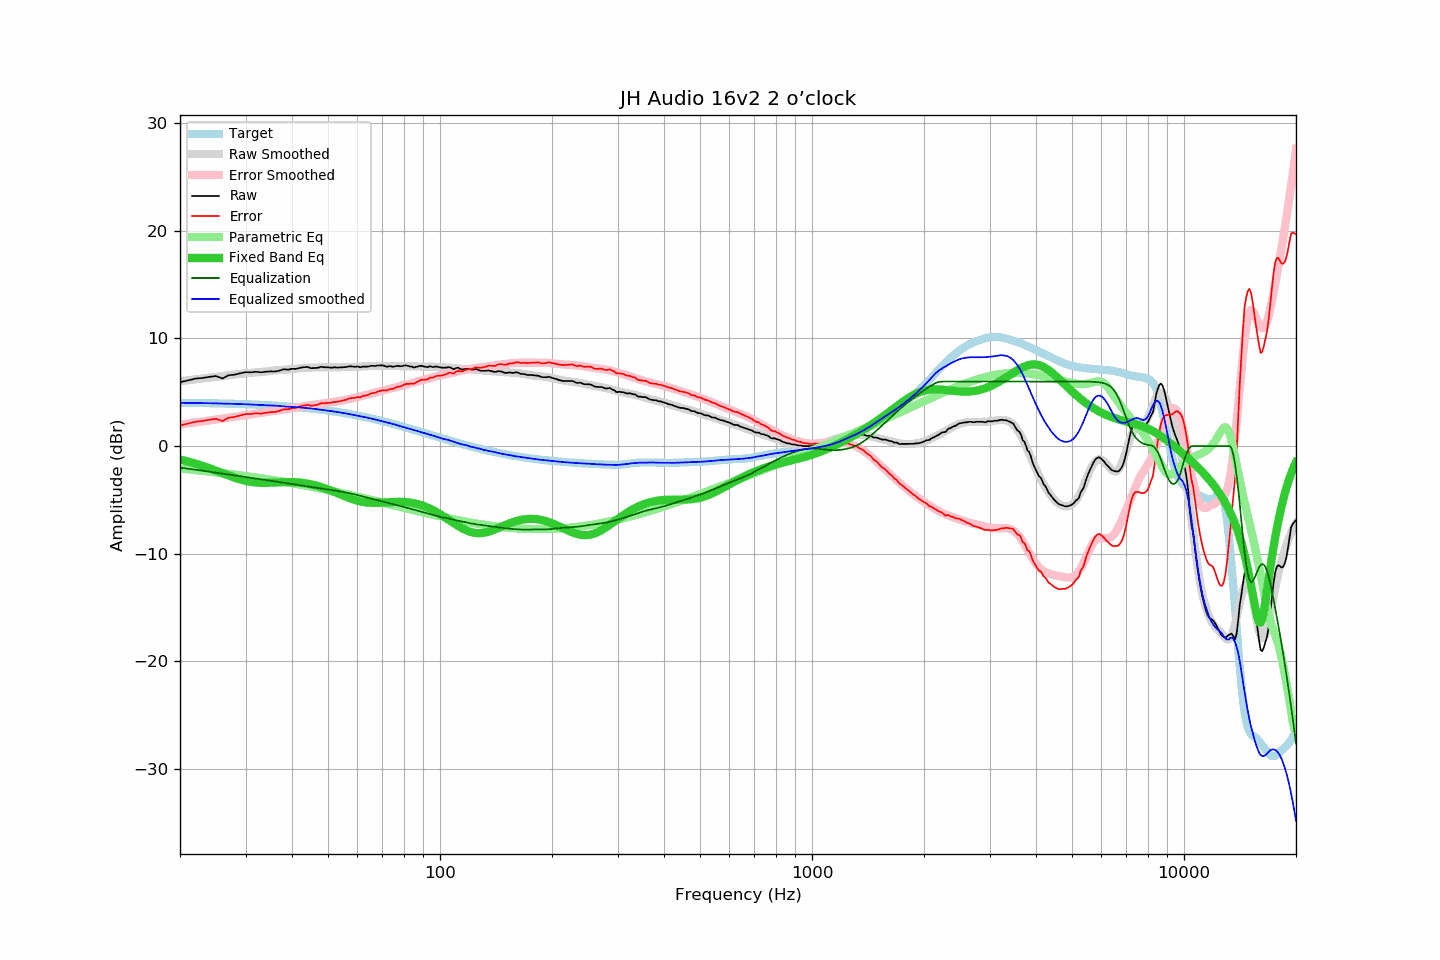 JH Audio 16v2 2 o’clock
30
20
10
0
−10
−20
−30
Amplitude (dBr)
Target
Raw Smoothed
Error Smoothed
Raw
Error
Parametric Eq
Fixed Band Eq
Equalization
Equalized smoothed
100
1000
10000
Frequency (Hz)